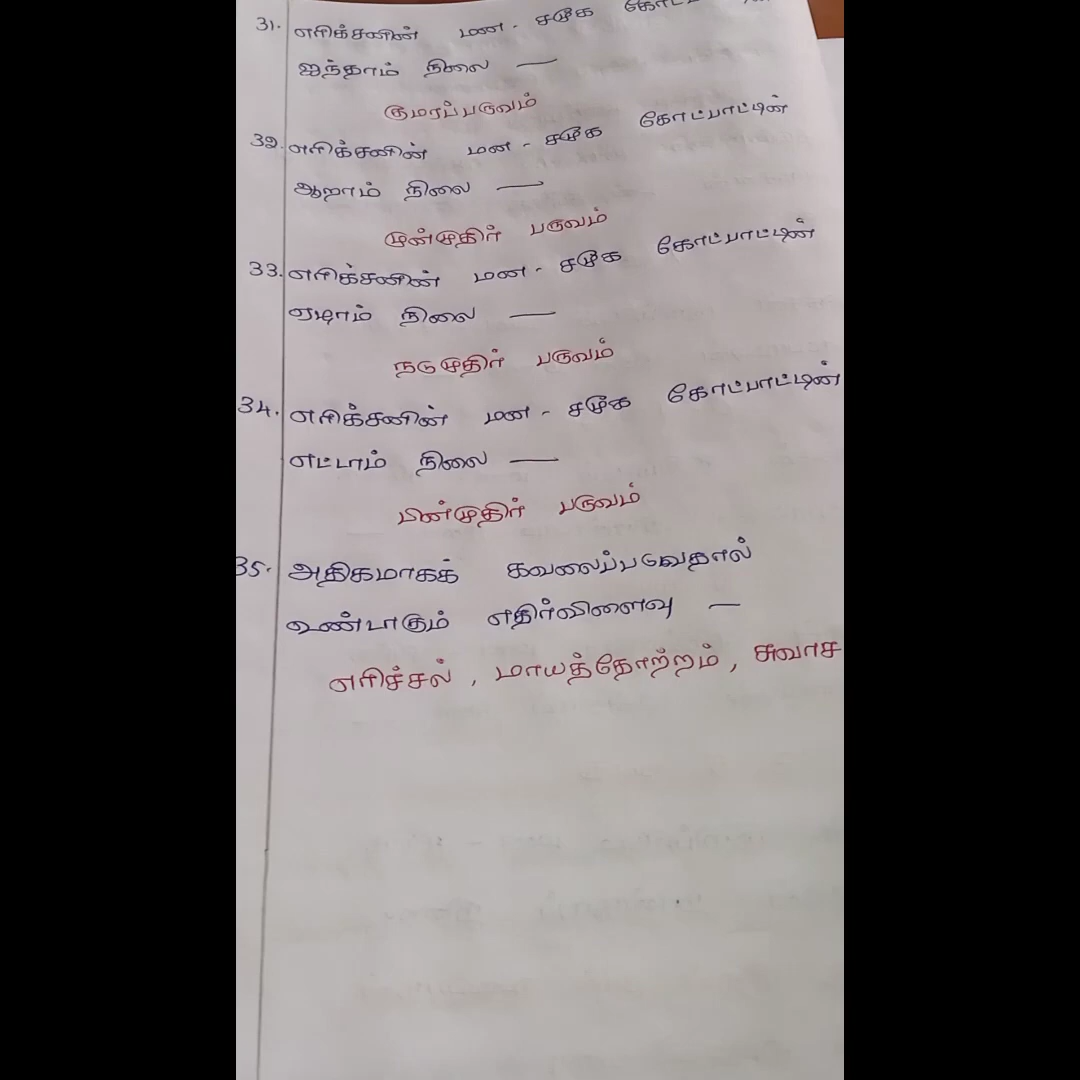 31. எரிக்சனின் மன - சமூக
ஐந்தாம் நிலை —
குமரப்பருவம்
32. எரிக்சனின் மன - சமூக கோட்பாட்டின்
ஆறாம் நிலை —
முன்முதிர் பருவம்
33. எரிக்சனின் மன - சமூக கோட்பாட்டின்
ஏழாம் நிலை —
நடுமுதிர் பருவம்
34. எரிக்சனின் மன - சமூக கோட்பாட்டின்
எட்டாம் நிலை —
பின்முதிர் பருவம்
35. அதிகமாகக் கவலைப்படுவதால்
உண்டாகும் எதிர்விளைவு —
எரிச்சல் , மாயத்தோற்றம் , சுவாச